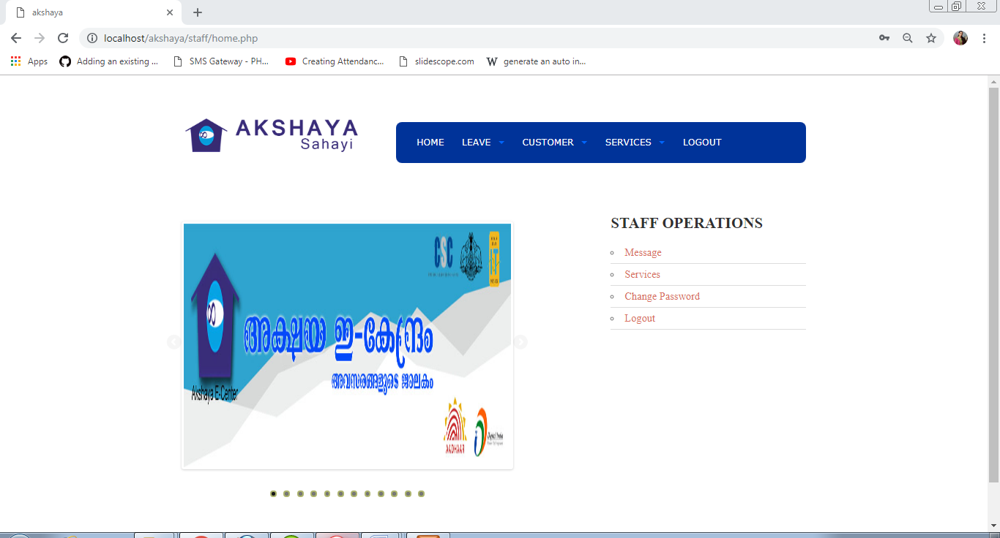 akshaya
localhost/akshaya/staff/home.php
Apps
Adding an existing ...
SMS Gateway - PH...
Creating Attendanc...
slidescope.com
W generate an auto in...
AKSHAYA
Sahayi
HOME LEAVE CUSTOMER SERVICES LOGOUT
CSC
അക്ഷയ ഇ-കേന്ദ്രം
അവസരങ്ങളുടെ ജാലകം
Akshaya E-Center
AADHAAR
STAFF OPERATIONS
Message
Services
Change Password
Logout